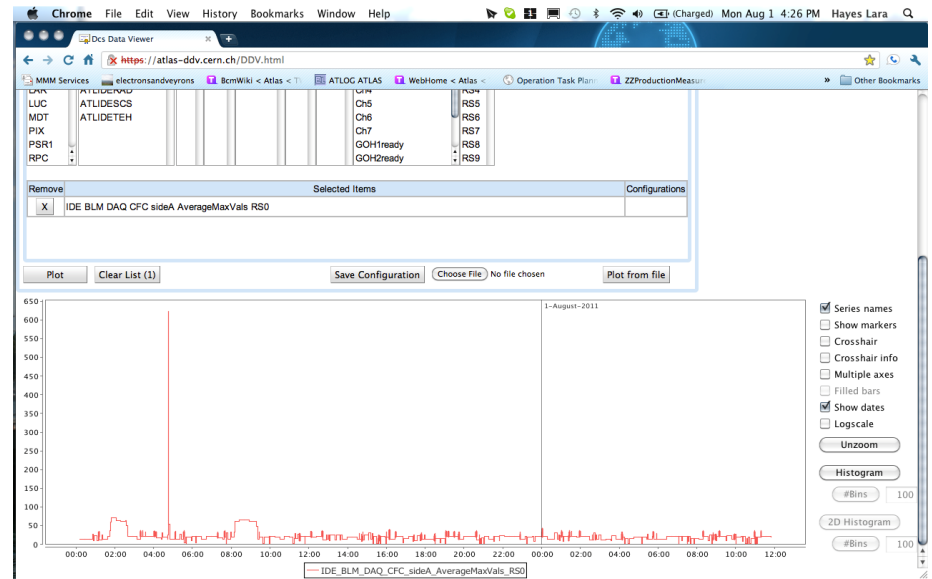 Chrome File Edit View History Bookmarks Window Help (Charged) Mon Aug 1 4:26 PM Hayes Lara
Dcs Data Viewer
https://atlas-ddv.cern.ch/DDV.html
MMM Services electronsandveyrons BcmWiki < Atlas < T ATLOG ATLAS WebHome < Atlas < Operation Task Plan ZZProductionMeasur » Other Bookmarks
LAR ATLIDERAD Ch4 RS4
LUC ATLIDESCS Ch5 RS5
MDT ATLIDETEH Ch6 RS6
PIX Ch7 RS7
PSR1 GOH1ready RS8
RPC GOH2ready RS9
Remove Selected Items Configurations
X IDE BLM DAQ CFC sideA AverageMaxVals RS0
Plot Clear List (1) Save Configuration Choose File No file chosen Plot from file
650
600
550
500
450
400
350
300
250
200
150
100
50
0
1-August-2011
00:00 02:00 04:00 06:00 08:00 10:00 12:00 14:00 16:00 18:00 20:00 22:00 00:00 02:00 04:00 06:00 08:00 10:00 12:00
IDE_BLM_DAQ_CFC_sideA_AverageMaxVals_RS0
Series names
Show markers
Crosshair
Crosshair info
Multiple axes
Filled bars
Show dates
Logscale
Unzoom
Histogram
#Bins 100
2D Histogram
#Bins 100